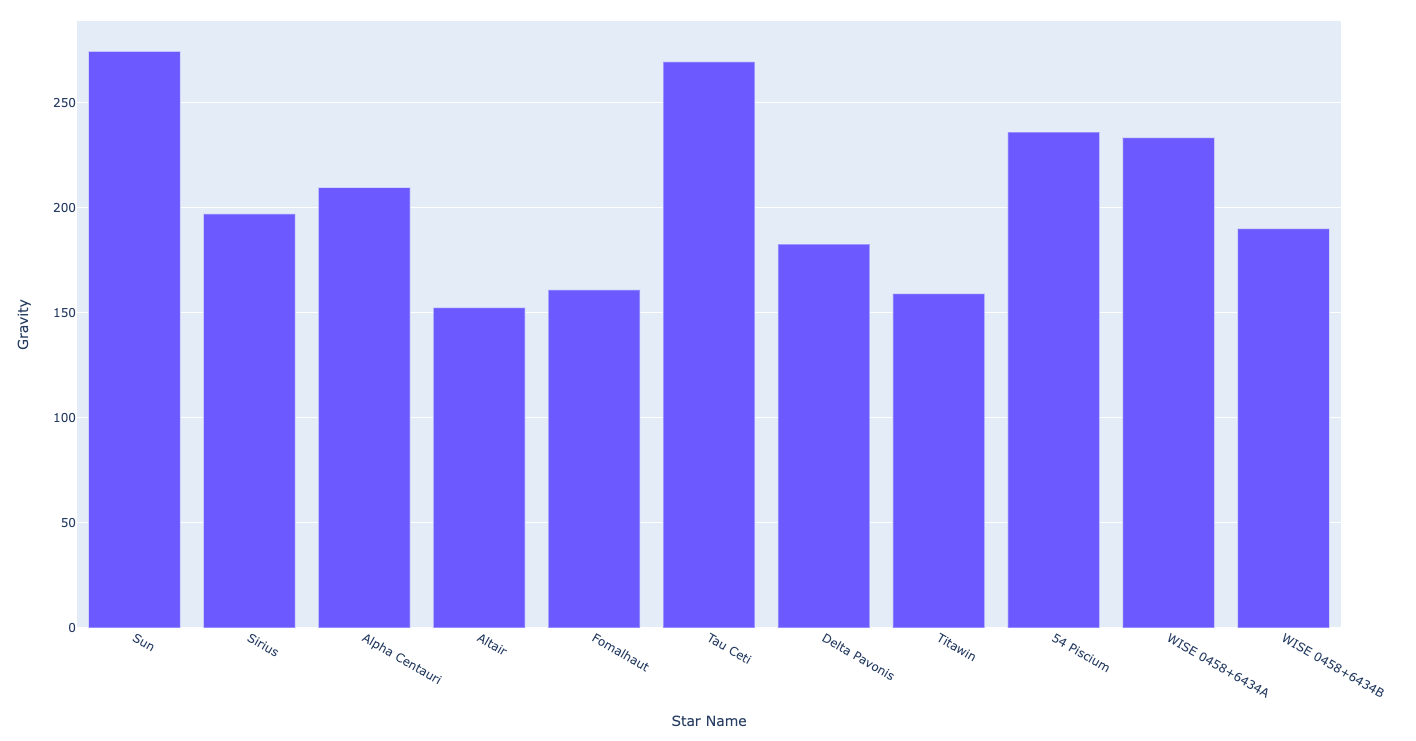 250
200
150
100
50
0
Gravity
Sun
Sirius
Alpha Centauri
Altair
Fomalhaut
Tau Ceti
Delta Pavonis
Titawin
54 Piscium
WISE 0458+6434A
WISE 0458+6434B
Star Name